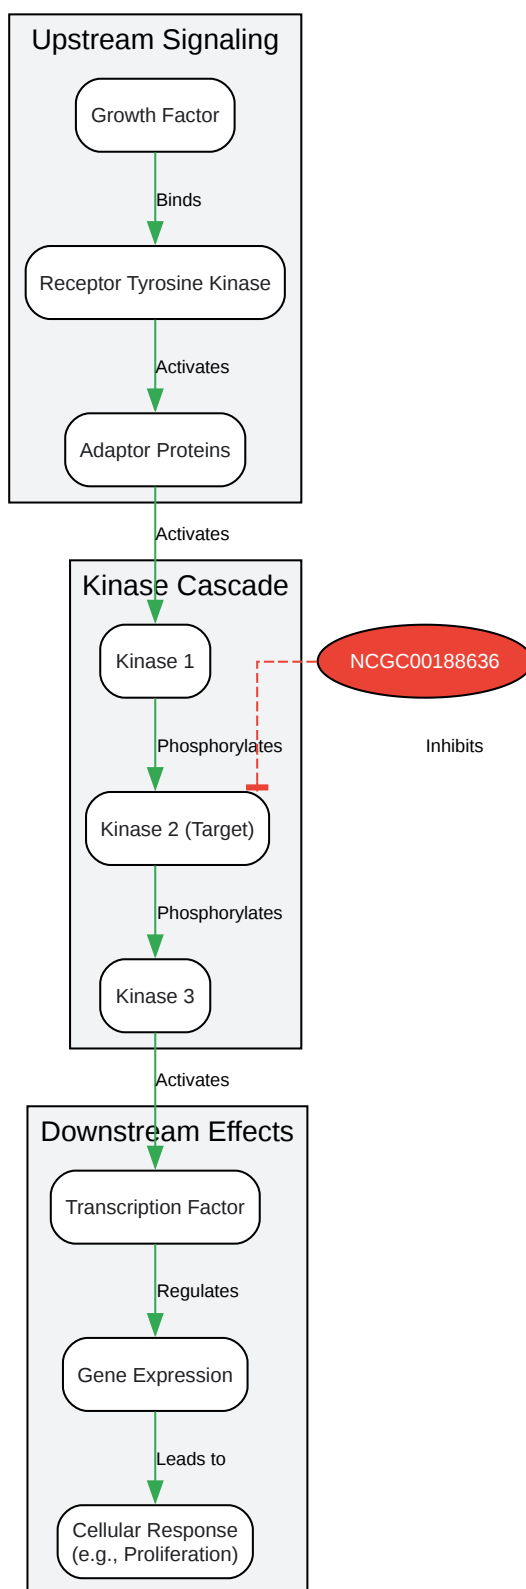 Upstream Signaling
Growth Factor
Binds
Receptor Tyrosine Kinase
Activates
Adaptor Proteins
Activates
Kinase Cascade
Kinase 1
NCGC00188636
Phosphorylates
Inhibits
Kinase 2 (Target)
Phosphorylates
Kinase 3
Activates
Downstream Effects
Transcription Factor
Regulates
Gene Expression
Leads to
Cellular Response
(e.g., Proliferation)